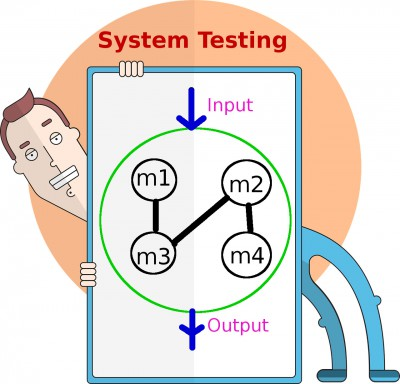 System Testing
Input
m1 m2
m3 m4
Output